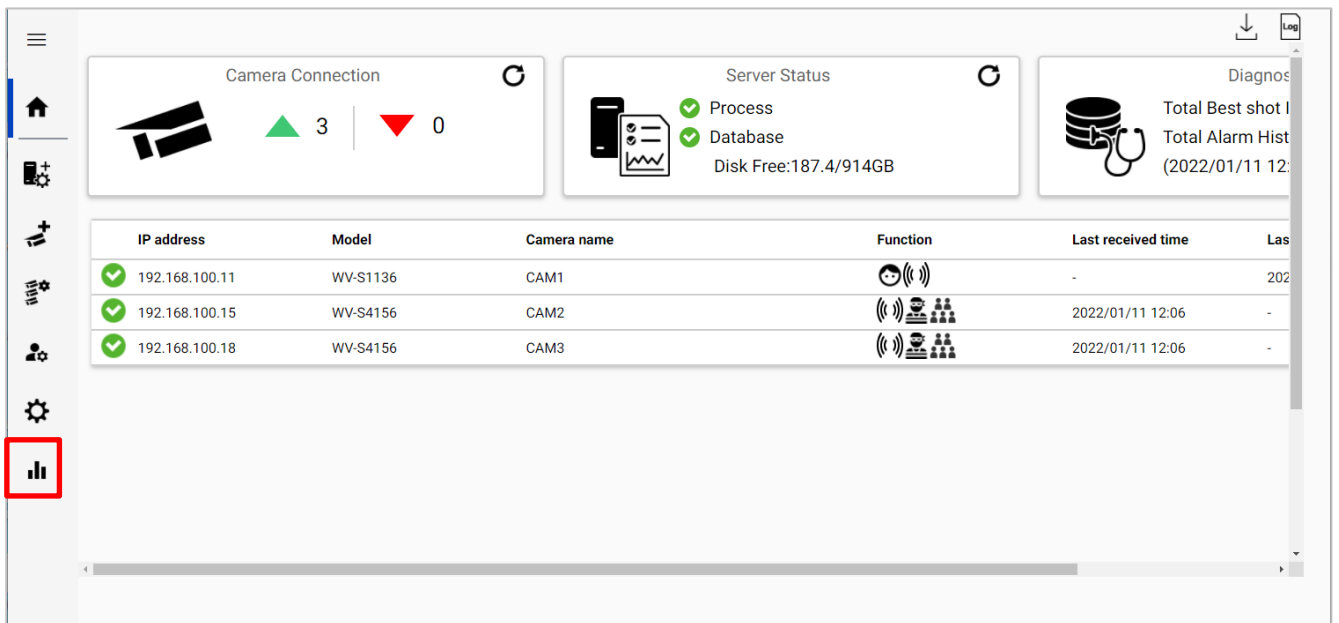 Log
Camera Connection
3
0
Server Status
Process
Database
Disk Free:187.4/914GB
Diagnos
Total Best shot I
Total Alarm Hist
(2022/01/11 12:
IP address Model Camera name Function Last received time Las
192.168.100.11 WV-S1136 CAM1 - 202
192.168.100.15 WV-S4156 CAM2 2022/01/11 12:06 -
192.168.100.18 WV-S4156 CAM3 2022/01/11 12:06 -